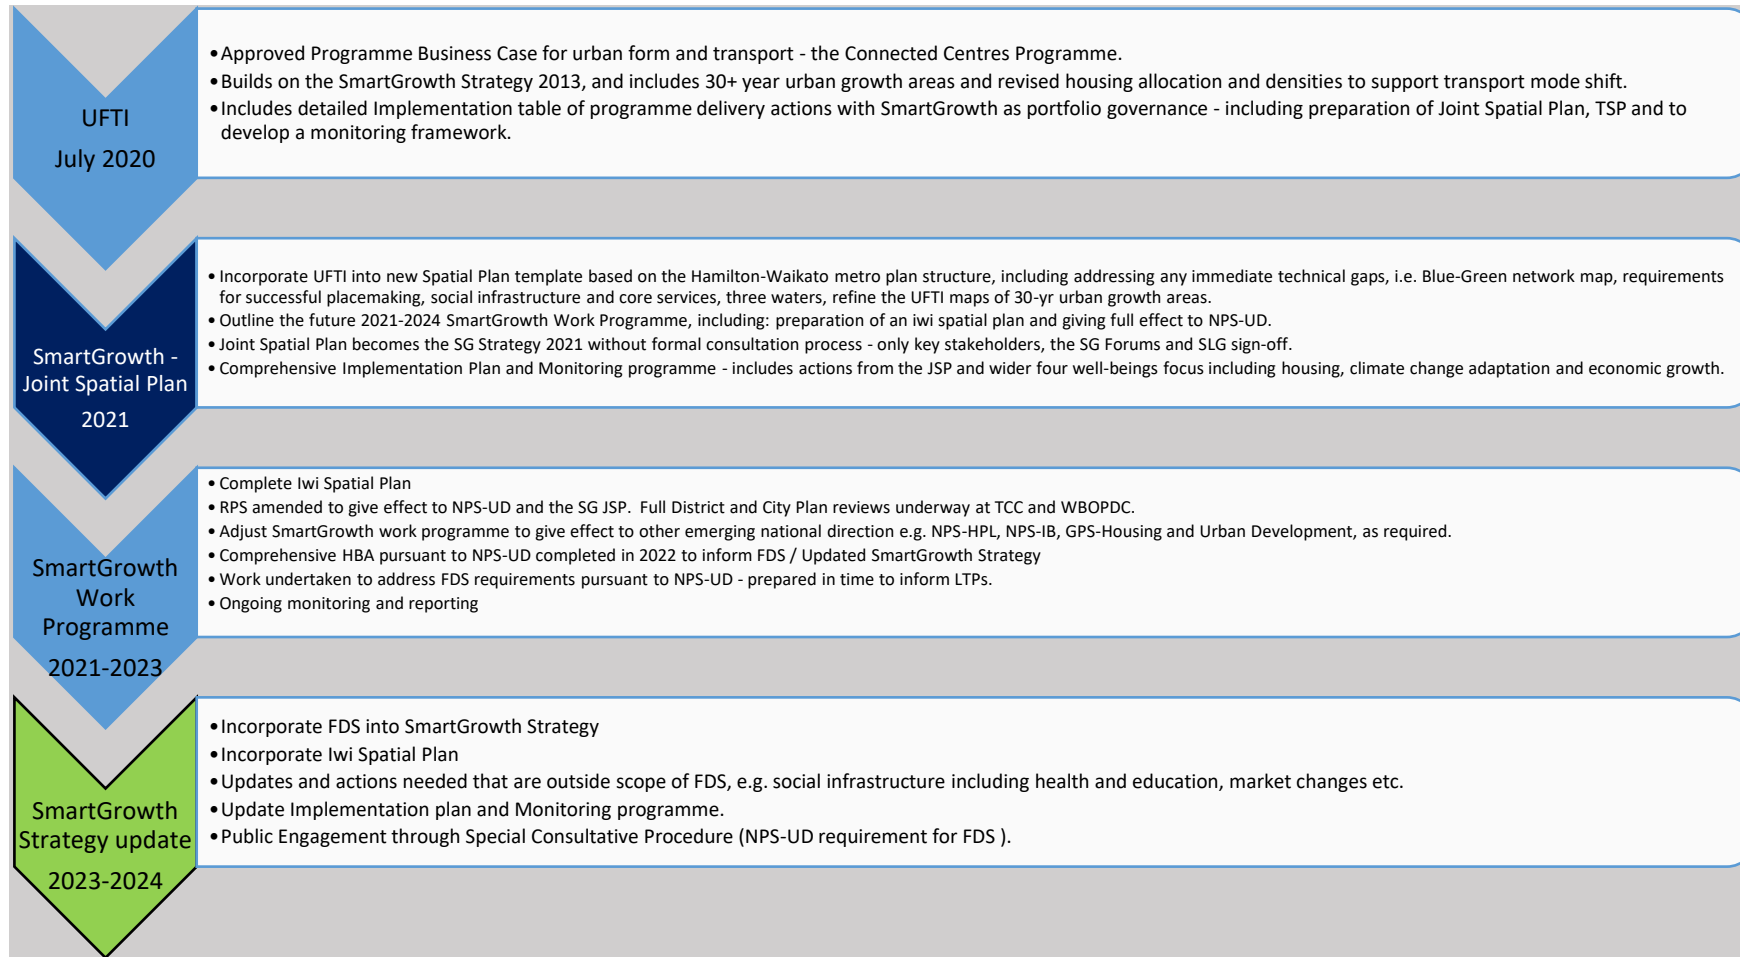 UFTI
July 2020
•Approved Programme Business Case for urban form and transport - the Connected Centres Programme.
•Builds on the SmartGrowth Strategy 2013, and includes 30+ year urban growth areas and revised housing allocation and densities to support transport mode shift.
•Includes detailed Implementation table of programme delivery actions with SmartGrowth as portfolio governance - including preparation of Joint Spatial Plan, TSP and to
develop a monitoring framework.
SmartGrowth -
Joint Spatial Plan
2021
• Incorporate UFTI into new Spatial Plan template based on the Hamilton-Waikato metro plan structure, including addressing any immediate technical gaps, i.e. Blue-Green network map, requirements
for successful placemaking, social infrastructure and core services, three waters, refine the UFTI maps of 30-yr urban growth areas.
• Outline the future 2021-2024 SmartGrowth Work Programme, including: preparation of an iwi spatial plan and giving full effect to NPS-UD.
• Joint Spatial Plan becomes the SG Strategy 2021 without formal consultation process - only key stakeholders, the SG Forums and SLG sign-off.
• Comprehensive Implementation Plan and Monitoring programme - includes actions from the JSP and wider four well-beings focus including housing, climate change adaptation and economic growth.
SmartGrowth
Work
Programme
2021-2023
• Complete Iwi Spatial Plan
• RPS amended to give effect to NPS-UD and the SG JSP. Full District and City Plan reviews underway at TCC and WBOPDC.
• Adjust SmartGrowth work programme to give effect to other emerging national direction e.g. NPS-HPL, NPS-IB, GPS-Housing and Urban Development, as required.
• Comprehensive HBA pursuant to NPS-UD completed in 2022 to inform FDS / Updated SmartGrowth Strategy
• Work undertaken to address FDS requirements pursuant to NPS-UD - prepared in time to inform LTPs.
• Ongoing monitoring and reporting
SmartGrowth
Strategy update
2023-2024
•Incorporate FDS into SmartGrowth Strategy
•Incorporate Iwi Spatial Plan
•Updates and actions needed that are outside scope of FDS, e.g. social infrastructure including health and education, market changes etc.
•Update Implementation plan and Monitoring programme.
•Public Engagement through Special Consultative Procedure (NPS-UD requirement for FDS ).